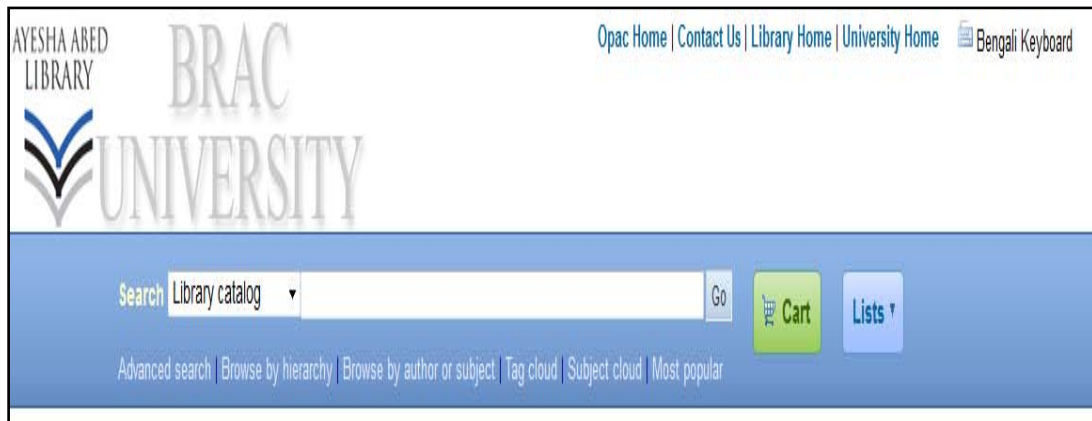 AYESHA ABED
LIBRARY
BRAC
UNIVERSITY
Opac Home | Contact Us | Library Home | University Home Bengali Keyboard
Search Library catalog Go Cart Lists
Advanced search | Browse by hierarchy | Browse by author or subject | Tag cloud | Subject cloud | Most popular